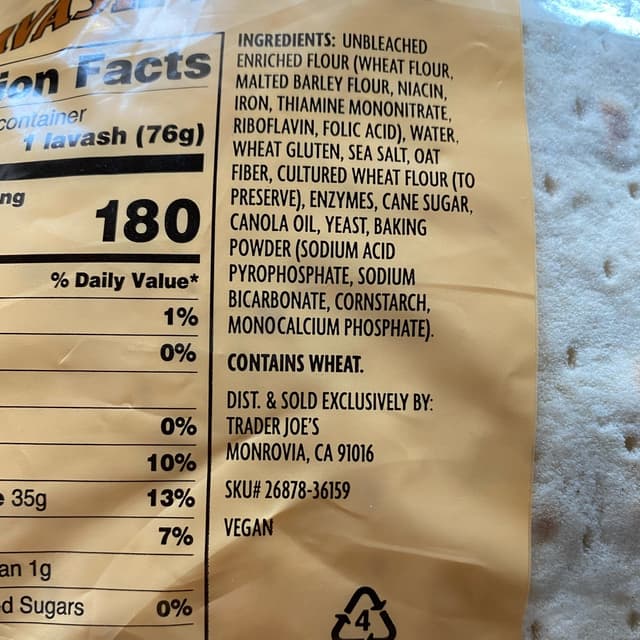 ion Facts
container
1 lavash (76g)
ng
180
% Daily Value*
1%
0%
0%
10%
e 35g 13%
7%
an 1g
d Sugars 0%
INGREDIENTS: UNBLEACHED
ENRICHED FLOUR (WHEAT FLOUR,
MALTED BARLEY FLOUR, NIACIN,
IRON, THIAMINE MONONITRATE,
RIBOFLAVIN, FOLIC ACID), WATER,
WHEAT GLUTEN, SEA SALT, OAT
FIBER, CULTURED WHEAT FLOUR (TO
PRESERVE), ENZYMES, CANE SUGAR,
CANOLA OIL, YEAST, BAKING
POWDER (SODIUM ACID
PYROPHOSPHATE, SODIUM
BICARBONATE, CORNSTARCH,
MONOCALCIUM PHOSPHATE).
CONTAINS WHEAT.
DIST. & SOLD EXCLUSIVELY BY:
TRADER JOE'S
MONROVIA, CA 91016
SKU# 26878-36159
VEGAN
4